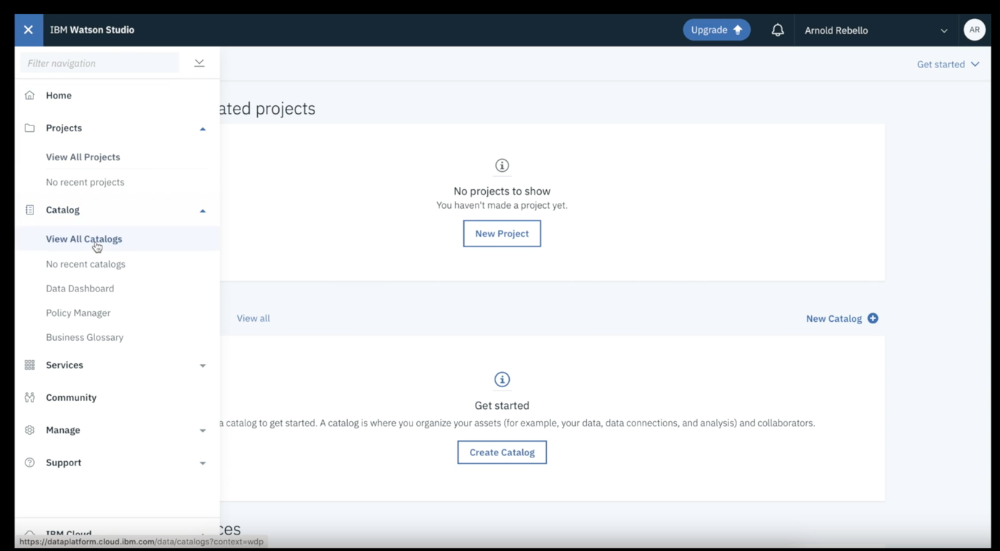 IBM Watson Studio
Upgrade
Arnold Rebello
AR
Filter navigation
Get started
Home
Projects
View All Projects
No recent projects
Catalog
View All Catalogs
No recent catalogs
Data Dashboard
Policy Manager
Business Glossary
Services
Community
Manage
Support
IBM Cloud
https://dataplatform.cloud.ibm.com/data/catalogs?context=wdp
ated projects
No projects to show
You haven't made a project yet.
New Project
View all
New Catalog
Get started
a catalog to get started. A catalog is where you organize your assets (for example, your data, data connections, and analysis) and collaborators.
Create Catalog
ces